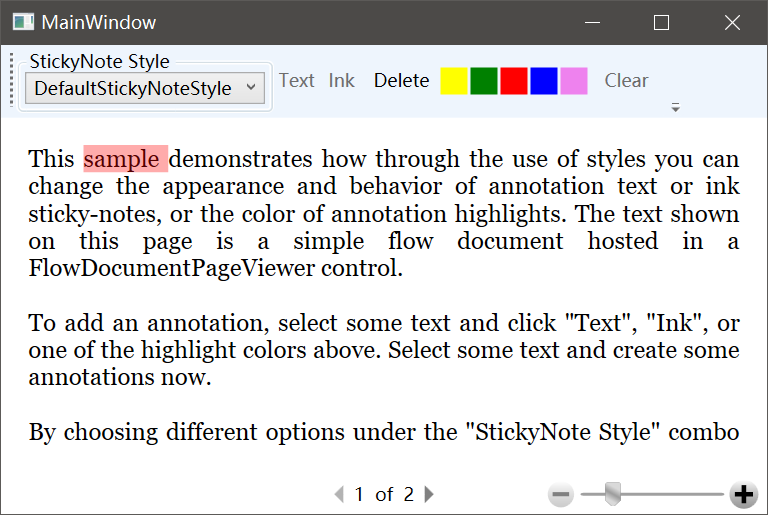 MainWindow
StickyNote Style
DefaultStickyNoteStyle
Text Ink Delete Clear
This sample demonstrates how through the use of styles you can
change the appearance and behavior of annotation text or ink
sticky-notes, or the color of annotation highlights. The text shown
on this page is a simple flow document hosted in a
FlowDocumentPageViewer control.
To add an annotation, select some text and click "Text", "Ink", or
one of the highlight colors above. Select some text and create some
annotations now.
By choosing different options under the "StickyNote Style" combo
1 of 2